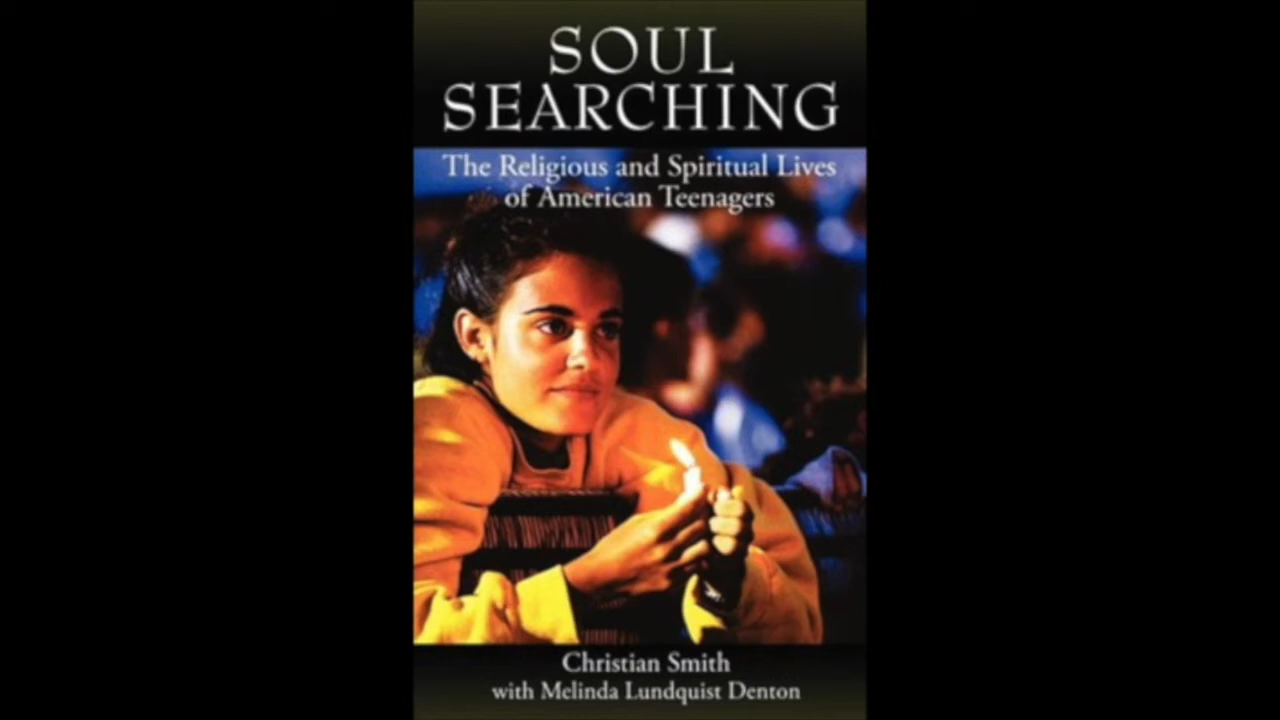 SOUL
SEARCHING
The Religious and Spiritual Lives
of American Teenagers
Christian Smith
with Melinda Lundquist Denton